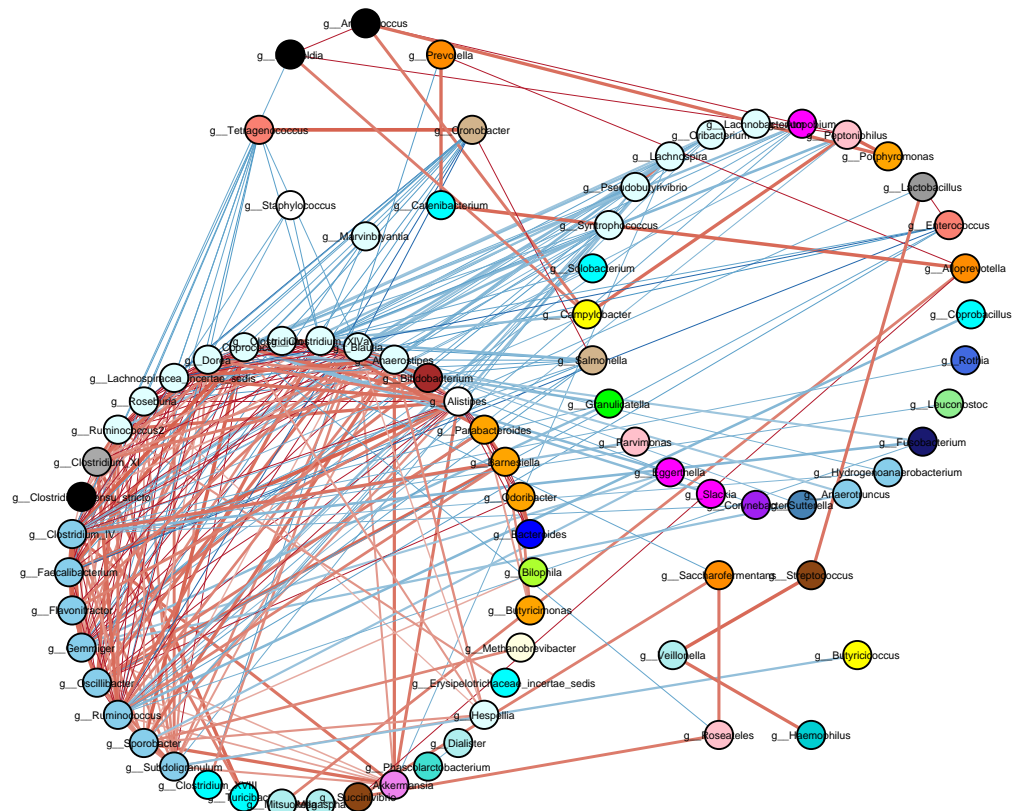 g__Prevotella
g__Tetragenococcus
g__Cronobacter
g__Peptoniphilus
g__Oribacterium
g__Porphyromonas
g__Lachnospira
g__Pseudobutyrivibrio
g__Lactobacillus
g__Staphylococcus
g__Catenibacterium
g__Syntrophococcus
g__Enterococcus
g__Marvinbryantia
g__Solobacterium
g__Alloprevotella
g__Campylobacter
g__Coprobacillus
g__Blautia
g__Dorea
g__Anaerostipes
g__Salmonella
g__Rothia
g__Lachnospiracea_incertae_sedis
g__Bifidobacterium
g__Roseburia
g__Alistipes
g__Granulicatella
g__Leuconostoc
g__Ruminococcus2
g__Parabacteroides
g__Parvimonas
g__Fusobacterium
g__Clostridium_XI
g__Barnesiella
g__Eggerthella
g__Hydrogenoanaerobacterium
g__Odoribacter
g__Slackia
g__Anaerotruncus
g__Sutterella
g__Clostridium_IV
g__Bacteroides
g__Faecalibacterium
g__Bilophila
g__Streptococcus
g__Flavonifractor
g__Butyricimonas
g__Gemmiger
g__Methanobrevibacter
g__Veillonella
g__Butyricicoccus
g__Oscillibacter
g__Erysipelotrichaceae_incertae_sedis
g__Ruminococcus
g__Hespellia
g__Sporobacter
g__Dialister
g__Roseateles
g__Haemophilus
g__Subdoligranulum
g__Phascolarctobacterium
g__Clostridium_XVIII
g__Succinivibrio